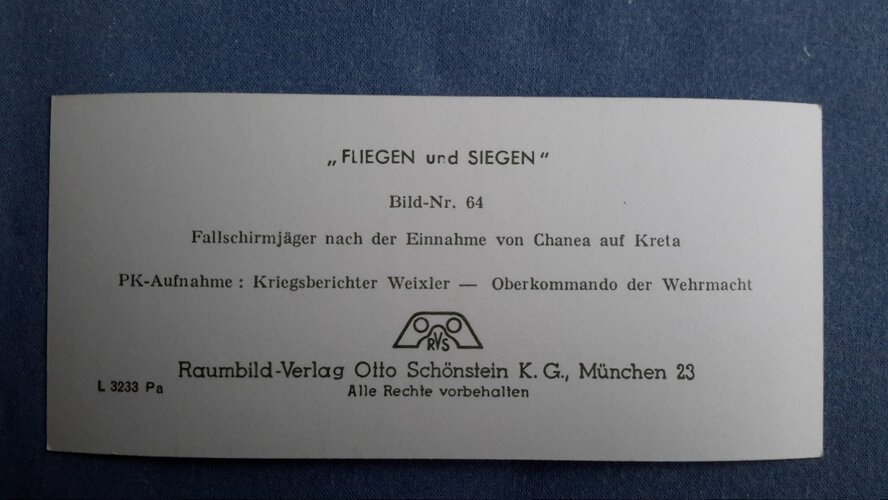 „FLIEGEN und SIEGEN"
Bild-Nr. 64
Fallschirmjäger nach der Einnahme von Chanea auf Kreta
PK-Aufnahme : Kriegsberichter Weixler — Oberkommando der Wehrmacht
RVS
Raumbild-Verlag Otto Schönstein K. G., München 23
L 3233 Pa
Alle Rechte vorbehalten